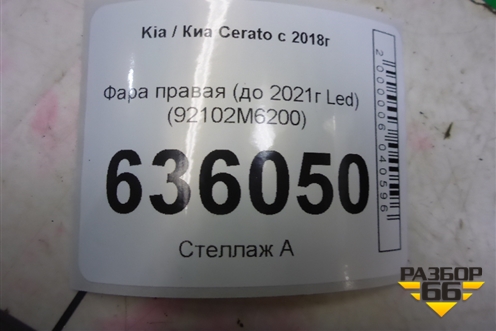 Kia / Киа Cerato с 2018г
Фара правая (до 2021г Led)
(92102M6200)
636050
Стеллаж А
2000006040596
РАЗБОР
66